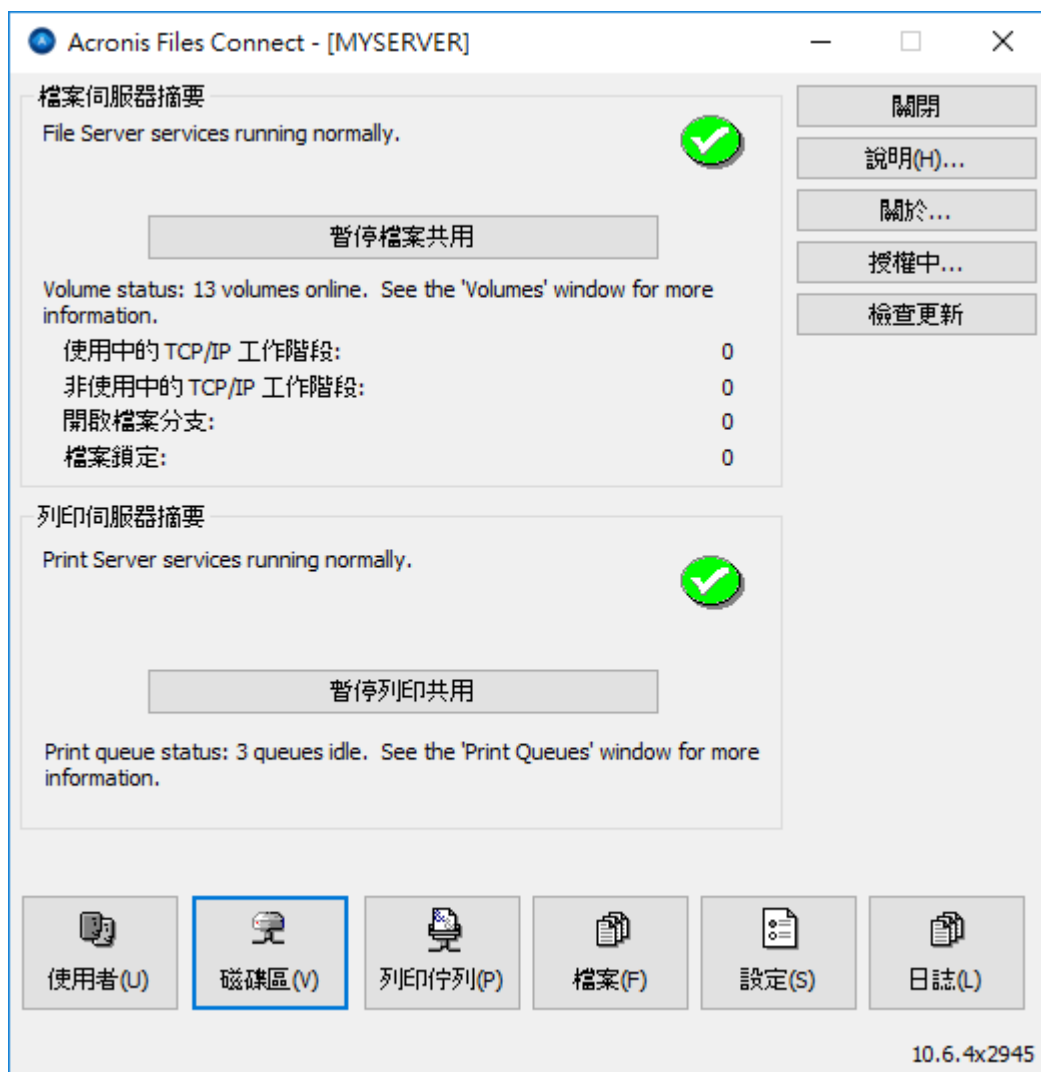 Acronis Files Connect - [MYSERVER]
檔案伺服器摘要
File Server services running normally.
暫停檔案共用
Volume status: 13 volumes online. See the 'Volumes' window for more
information.
使用中的 TCP/IP 工作階段: 0
非使用中的 TCP/IP 工作階段: 0
開啟檔案分支: 0
檔案鎖定: 0
關閉
說明(H)...
關於...
授權中...
檢查更新
列印伺服器摘要
Print Server services running normally.
暫停列印共用
Print queue status: 3 queues idle. See the 'Print Queues' window for more
information.
使用者(U)
磁碟區(V)
列印佇列(P)
檔案(F)
設定(S)
日誌(L)
10.6.4x2945